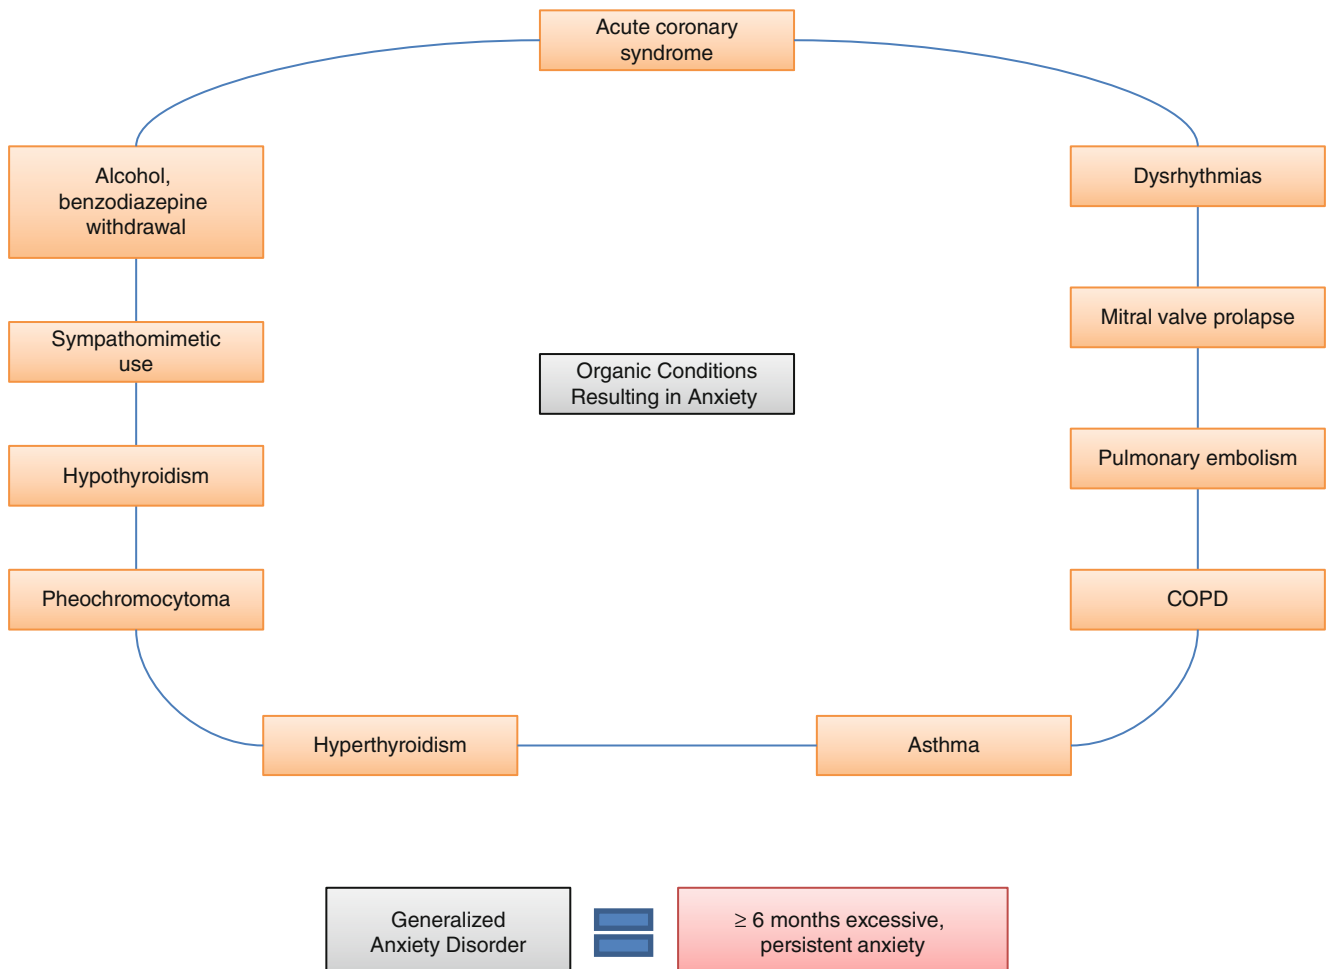 Acute coronary
syndrome
Alcohol,
benzodiazepine
withdrawal
Dysrhythmias
Sympathomimetic
use
Mitral valve prolapse
Organic Conditions
Resulting in Anxiety
Hypothyroidism
Pulmonary embolism
Pheochromocytoma
COPD
Hyperthyroidism
Asthma
Generalized
Anxiety Disorder
≥ 6 months excessive,
persistent anxiety